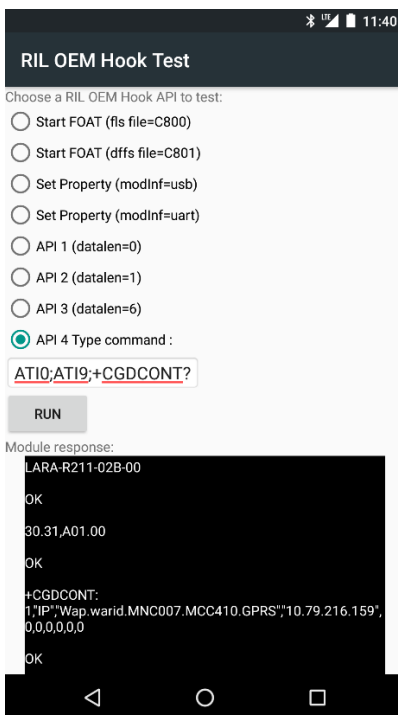 LTE 11:40
RIL OEM Hook Test
Choose a RIL OEM Hook API to test:
Start FOAT (fls file=C800)
Start FOAT (dffs file=C801)
Set Property (modInf=usb)
Set Property (modInf=uart)
API 1 (datalen=0)
API 2 (datalen=1)
API 3 (datalen=6)
API 4 Type command :
ATI0;ATI9;+CGDCONT?
RUN
Module response:
LARA-R211-02B-00
OK
30.31,A01.00
OK
+CGDCONT:
1,"IP","Wap.warid.MNC007.MCC410.GPRS","10.79.216.159",
0,0,0,0,0,0
OK